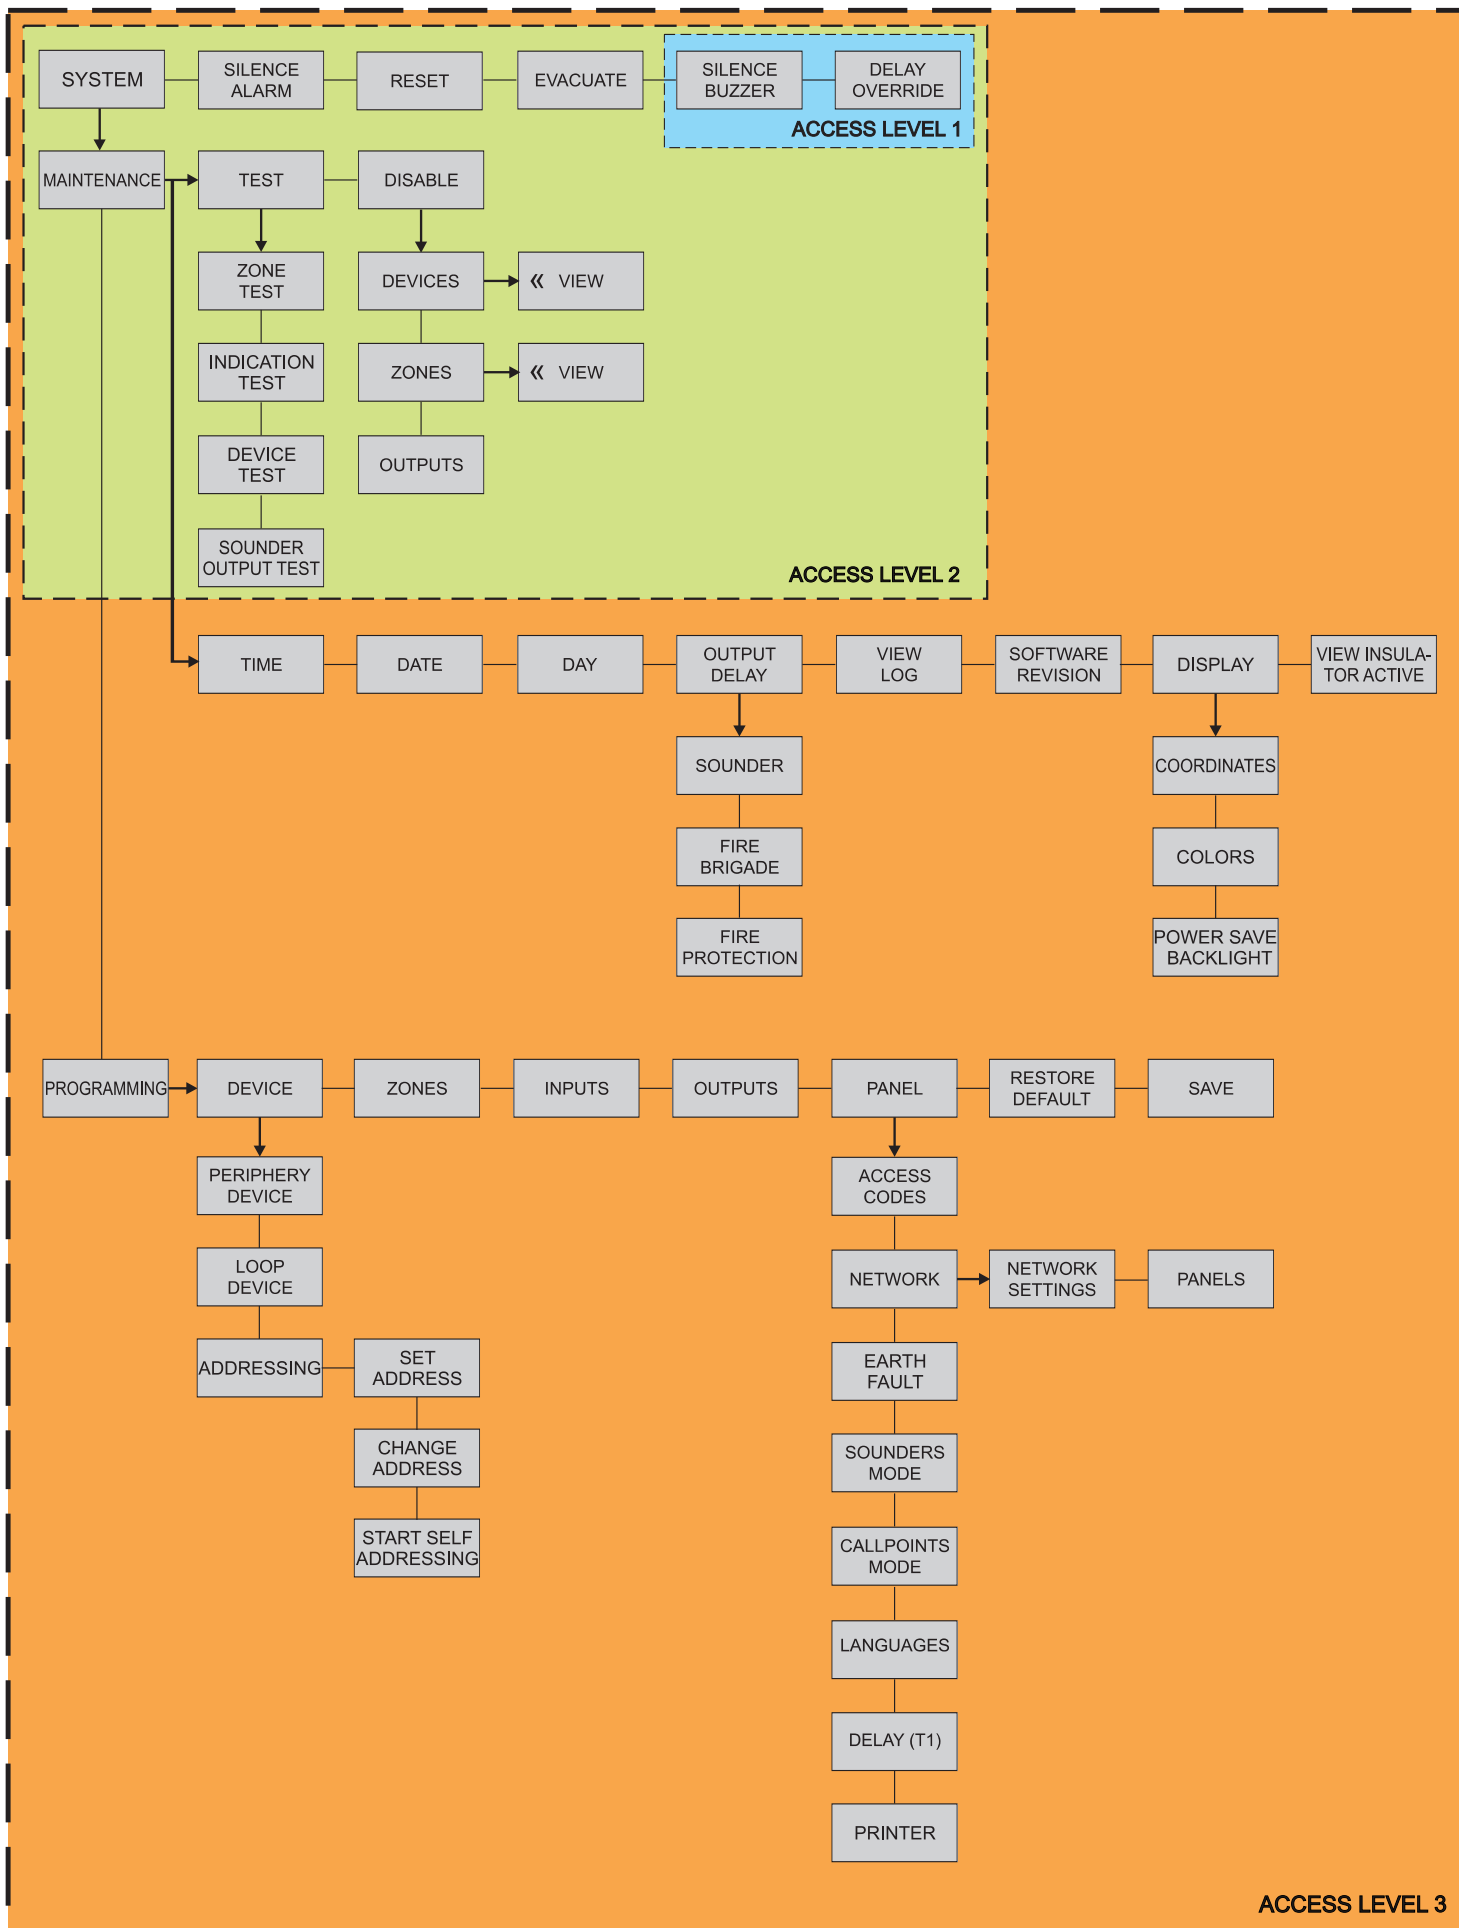 SYSTEM
SILENCE
ALARM
RESET
EVACUATE
SILENCE
BUZZER
DELAY
OVERRIDE
ACCESS LEVEL 1
MAINTENANCE
TEST
DISABLE
ZONE
TEST
DEVICES
« VIEW
INDICATION
TEST
ZONES
« VIEW
DEVICE
TEST
OUTPUTS
SOUNDER
OUTPUT TEST
ACCESS LEVEL 2
TIME
DATE
DAY
OUTPUT
DELAY
VIEW
LOG
SOFTWARE
REVISION
DISPLAY
VIEW INSULA-
TOR ACTIVE
SOUNDER
COORDINATES
FIRE
BRIGADE
COLORS
FIRE
PROTECTION
POWER SAVE
BACKLIGHT
PROGRAMMING
DEVICE
ZONES
INPUTS
OUTPUTS
PANEL
RESTORE
DEFAULT
SAVE
PERIPHERY
DEVICE
ACCESS
CODES
LOOP
DEVICE
NETWORK
NETWORK
SETTINGS
PANELS
ADDRESSING
SET
ADDRESS
EARTH
FAULT
CHANGE
ADDRESS
SOUNDERS
MODE
START SELF
ADDRESSING
CALLPOINTS
MODE
LANGUAGES
DELAY (T1)
PRINTER
ACCESS LEVEL 3